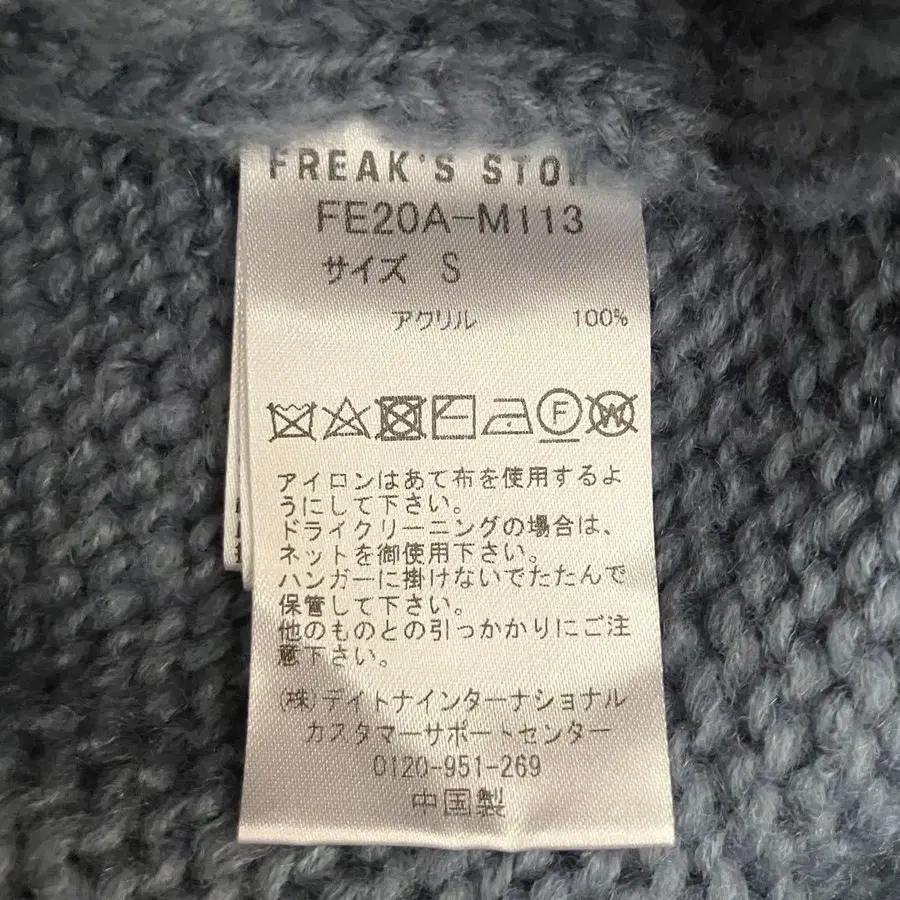 FREAK'S STOR
FE20A-M113
サイズ S
アクリル 100%
F W
アイロンはあて布を使用するよ
うにして下さい。
ドライクリーニングの場合は、
ネットを御使用下さい。
ハンガーに掛けないでたたんで
保管して下さい。
他のものとの引っかかりにご注
意下さい。
(株)デイトナインターナショナル
カスタマーサポートセンター
0120-951-269
中国製